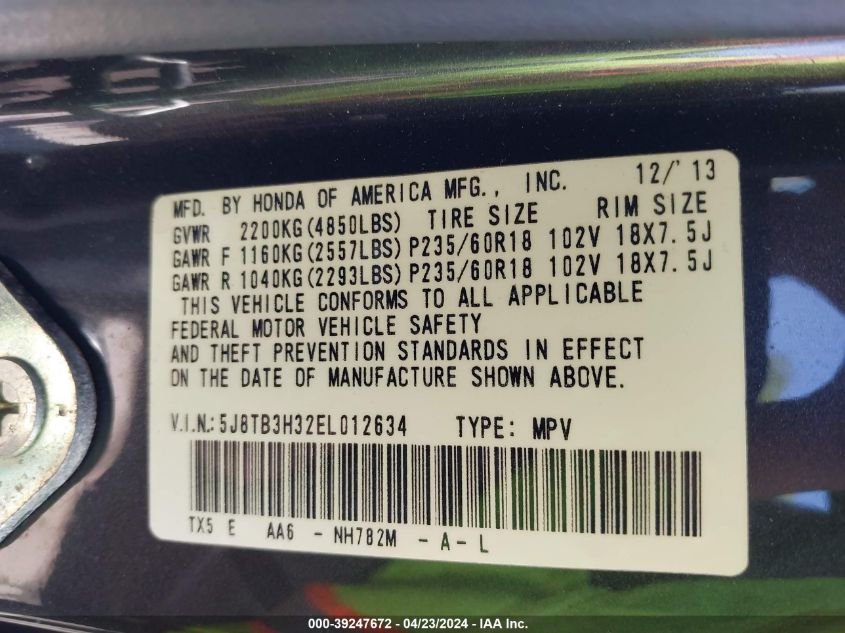 MFD. BY HONDA OF AMERICA MFG., INC. 12/'13
GVWR 2200KG(4850LBS) TIRE SIZE RIM SIZE
GAWR F 1160KG(2557LBS) P235/60R18 102V 18X7.5J
GAWR R 1040KG(2293LBS) P235/60R18 102V 18X7.5J
THIS VEHICLE CONFORMS TO ALL APPLICABLE
FEDERAL MOTOR VEHICLE SAFETY
AND THEFT PREVENTION STANDARDS IN EFFECT
ON THE DATE OF MANUFACTURE SHOWN ABOVE.
V.I.N.: 5J8TB3H32EL012634 TYPE: MPV
TX5 E AA6 - NH782M - A - L
000-39247672 - 04/23/2024 - IAA Inc.